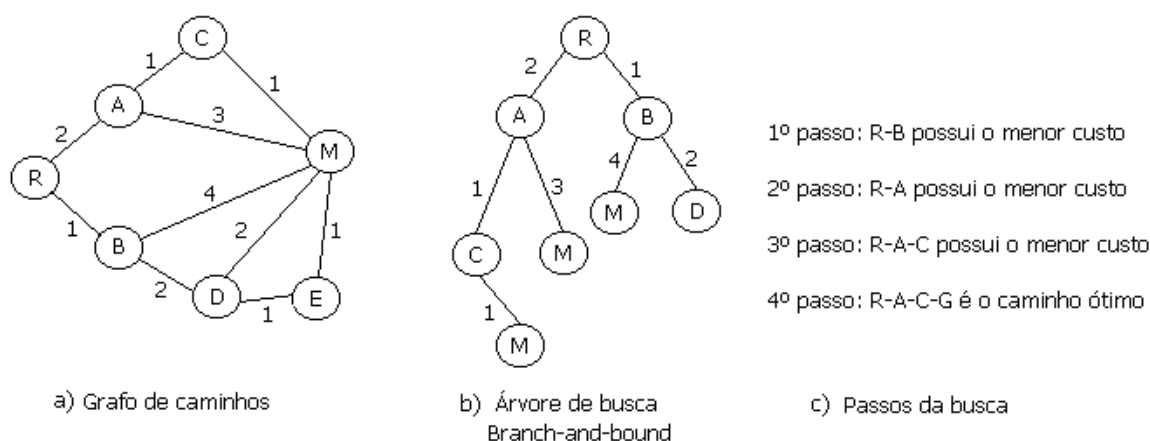 C
1
1
A
3
2
M
R
4
1
B
2
1
2
D
1
E
R
2
1
A
B
4
2
1
3
M
D
C
M
1
M
1º passo: R-B possui o menor custo
2º passo: R-A possui o menor custo
3º passo: R-A-C possui o menor custo
4º passo: R-A-C-G é o caminho ótimo
a) Grafo de caminhos
b) Árvore de busca
Branch-and-bound
c) Passos da busca